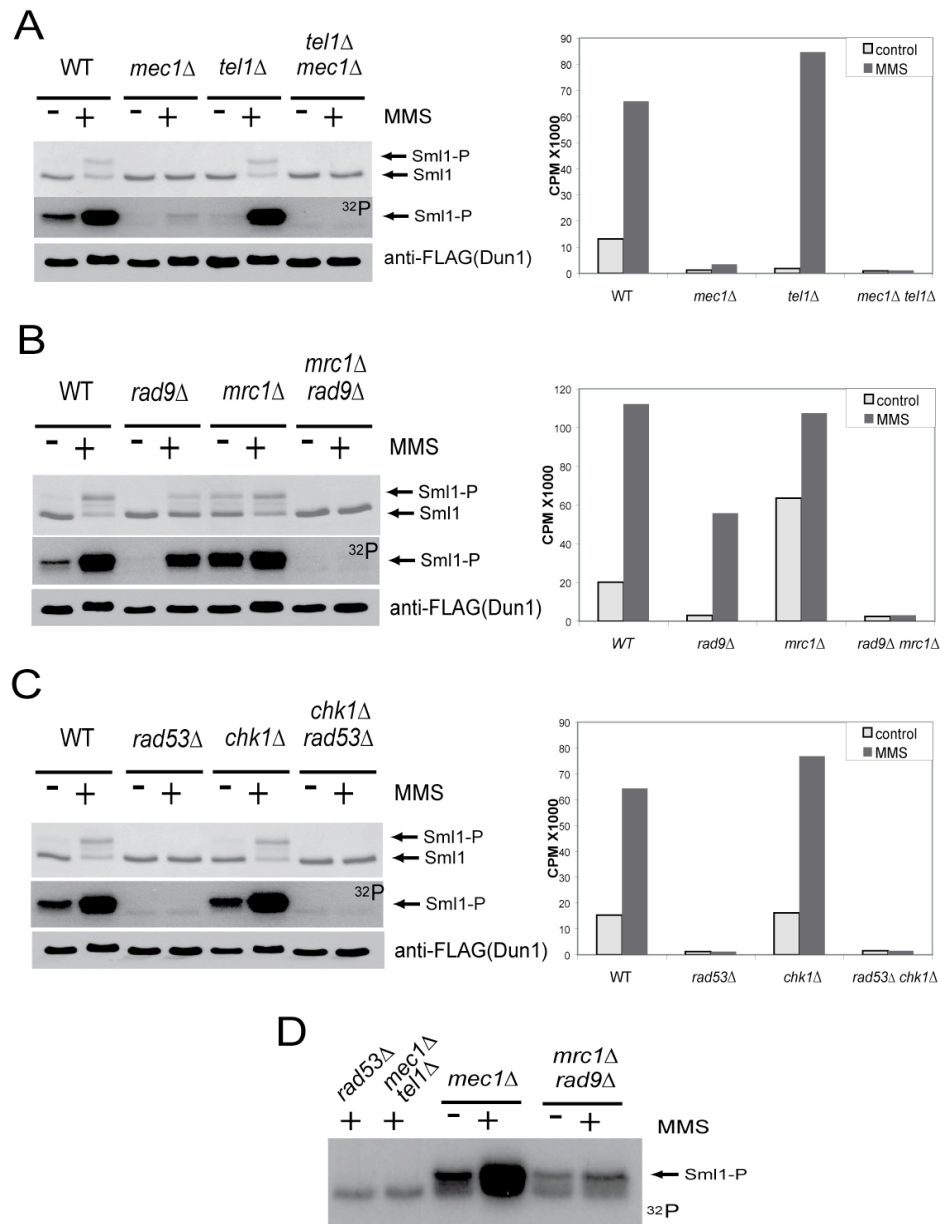 A
WT mec1Δ tel1Δ tel1Δ mec1Δ
- + - + - + - + MMS
Sml1-P
Sml1
32P
Sml1-P
anti-FLAG(Dun1)
CPM X1000
90
80
70
60
50
40
30
20
10
0
control
MMS
WT mec1Δ tel1Δ mec1Δ tel1Δ
B
WT rad9Δ mrc1Δ mrc1Δ rad9Δ
- + - + - + - + MMS
Sml1-P
Sml1
32P
Sml1-P
anti-FLAG(Dun1)
CPM X1000
120
100
80
60
40
20
0
control
MMS
WT rad9Δ mrc1Δ rad9Δ mrc1Δ
C
WT rad53Δ chk1Δ chk1Δ rad53Δ
- + - + - + - + MMS
Sml1-P
Sml1
32P
Sml1-P
anti-FLAG(Dun1)
CPM X1000
90
80
70
60
50
40
30
20
10
0
control
MMS
WT rad53Δ chk1Δ rad53Δ chk1Δ
D
rad53Δ mec1Δ tel1Δ mec1Δ mrc1Δ rad9Δ
+ + - + - + MMS
Sml1-P
32P